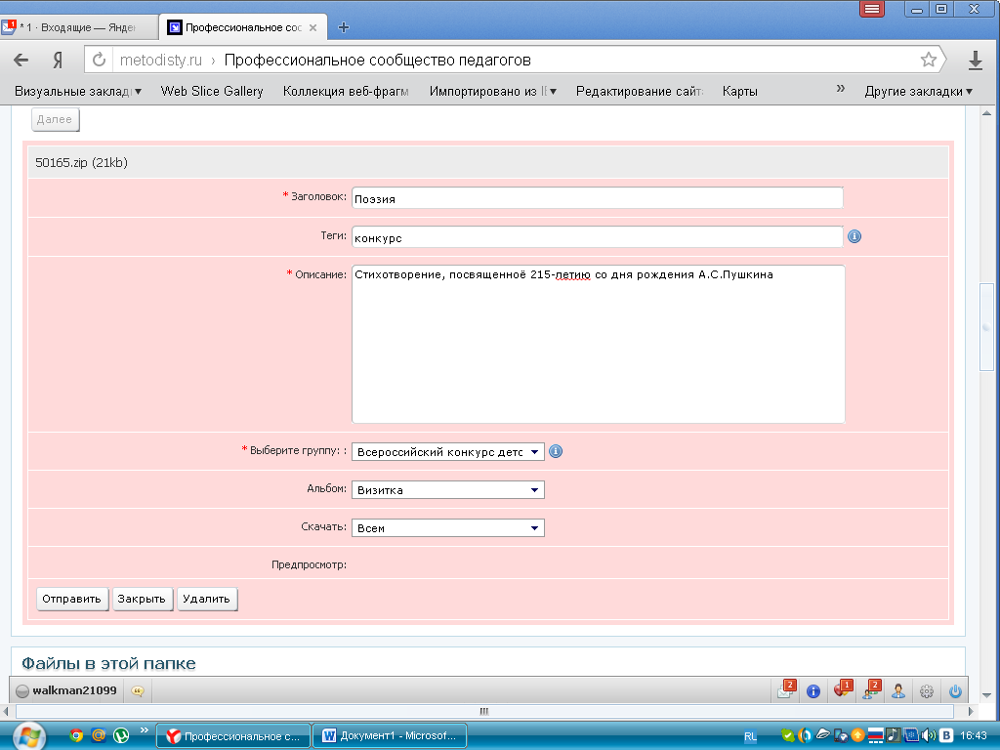 * 1 · Входящие — Янде
Профессиональное соо
metodisty.ru › Профессиональное сообщество педагогов
Визуальные заклад Web Slice Gallery Коллекция веб-фрагм Импортировано из IE Редактирование сайт Карты » Другие закладки
Далее
50165.zip (21kb)
* Заголовок: Поэзия
Теги: конкурс
* Описание: Стихотворение, посвященноё 215-летию со дня рождения А.С.Пушкина
* Выберите группу: : Всероссийский конкурс детс
Альбом: Визитка
Скачать: Всем
Предпросмотр:
Отправить Закрыть Удалить
Файлы в этой папке
walkman21099 2 1 2
» Профессиональное с... Документ1 - Microsof... RL 16:43